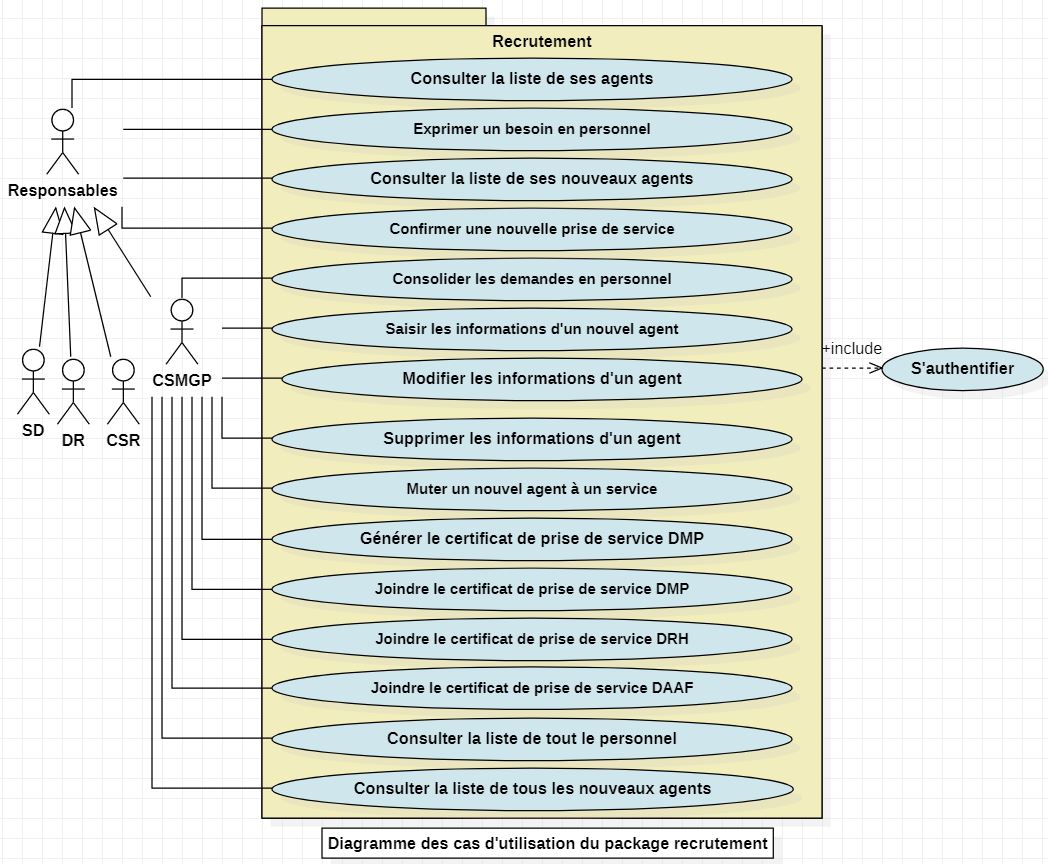 Recrutement
Consulter la liste de ses agents
Exprimer un besoin en personnel
Consulter la liste de ses nouveaux agents
Responsables
Confirmer une nouvelle prise de service
Consolider les demandes en personnel
Saisir les informations d'un nouvel agent
+include
S'authentifier
CSMGP
Modifier les informations d'un agent
SD
DR
CSR
Supprimer les informations d'un agent
Muter un nouvel agent à un service
Générer le certificat de prise de service DMP
Joindre le certificat de prise de service DMP
Joindre le certificat de prise de service DRH
Joindre le certificat de prise de service DAAF
Consulter la liste de tout le personnel
Consulter la liste de tous les nouveaux agents
Diagramme des cas d'utilisation du package recrutement